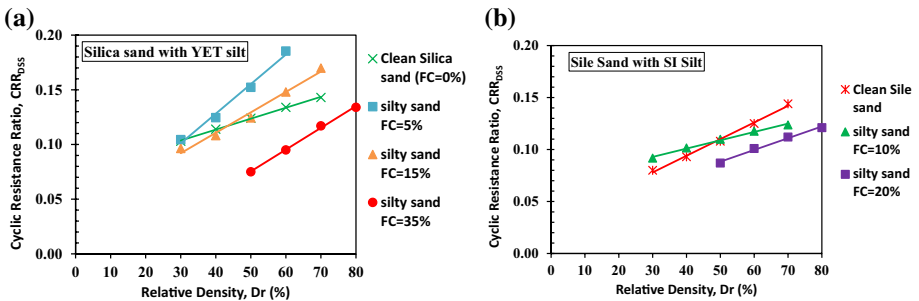 (a)
Silica sand with YET silt
Cyclic Resistance Ratio, CRRDSS
0.20
0.15
0.10
0.05
0.00
0 10 20 30 40 50 60 70 80
Relative Density, Dr (%)
Clean Silica
sand (FC=0%)
silty sand
FC=5%
silty sand
FC=15%
silty sand
FC=35%
(b)
Sile Sand with SI Silt
Cyclic Resistance Ratio, CRRDSS
0.20
0.15
0.10
0.05
0.00
0 10 20 30 40 50 60 70 80
Relative Density, Dr (%)
Clean Sile
sand
silty sand
FC=10%
silty sand
FC=20%